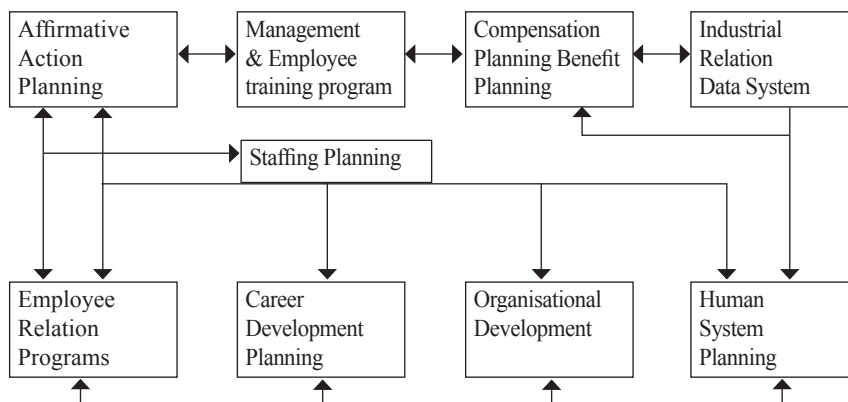 Affirmative
Action
Planning
Management
& Employee
training program
Compensation
Planning Benefit
Planning
Industrial
Relation
Data System
Staffing Planning
Employee
Relation
Programs
Career
Development
Planning
Organisational
Development
Human
System
Planning